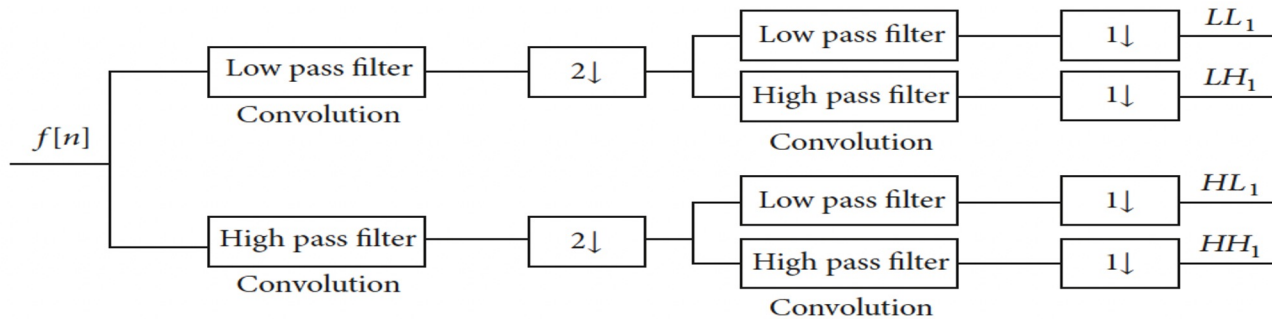 f[n]
Low pass filter
Convolution
2↓
Low pass filter
1↓
LL₁
High pass filter
Convolution
1↓
LH₁
High pass filter
Convolution
2↓
Low pass filter
1↓
HL₁
High pass filter
Convolution
1↓
HH₁